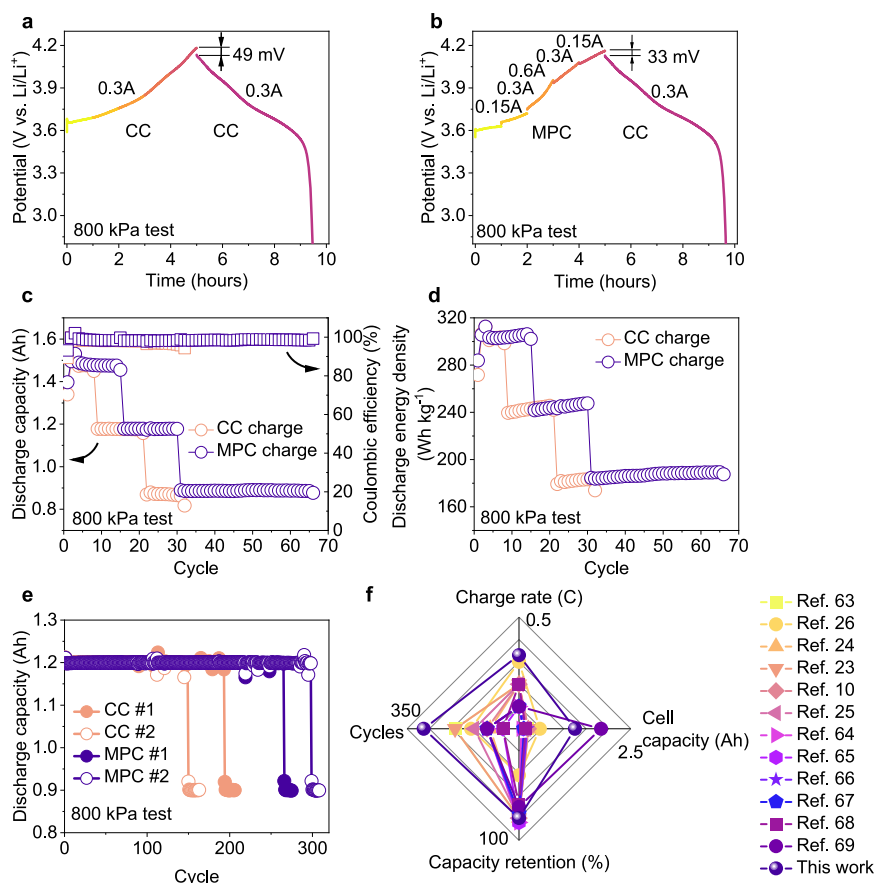 a
4.2
3.9
3.6
3.3
3.0
Potential (V vs. Li/Li⁺)
0.3A
CC
CC
0.3A
49 mV
800 kPa test
0 2 4 6 8 10
Time (hours)
b
4.2
3.9
3.6
3.3
3.0
Potential (V vs. Li/Li⁺)
0.15A
0.3A
0.6A
0.3A
0.15A
33 mV
0.3A
MPC
CC
800 kPa test
0 2 4 6 8 10
Time (hours)
c
1.6
1.4
1.2
1.0
0.8
Discharge capacity (Ah)
100
80
60
40
20
0
Coulombic efficiency (%)
CC charge
MPC charge
800 kPa test
0 10 20 30 40 50 60 70
Cycle
d
300
240
180
Discharge energy density
(Wh kg⁻¹)
CC charge
MPC charge
800 kPa test
0 10 20 30 40 50 60 70
Cycle
e
1.3
1.2
1.1
1.0
0.9
0.8
Discharge capacity (Ah)
CC #1
CC #2
MPC #1
MPC #2
800 kPa test
0 100 200 300
Cycle
f
Charge rate (C)
0.5
350
Cycles
Cell
capacity (Ah)
2.5
100
Capacity retention (%)
Ref. 63
Ref. 26
Ref. 24
Ref. 23
Ref. 10
Ref. 25
Ref. 64
Ref. 65
Ref. 66
Ref. 67
Ref. 68
Ref. 69
This work